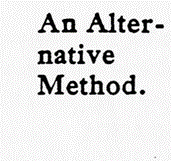 An Alter-
native
Method.